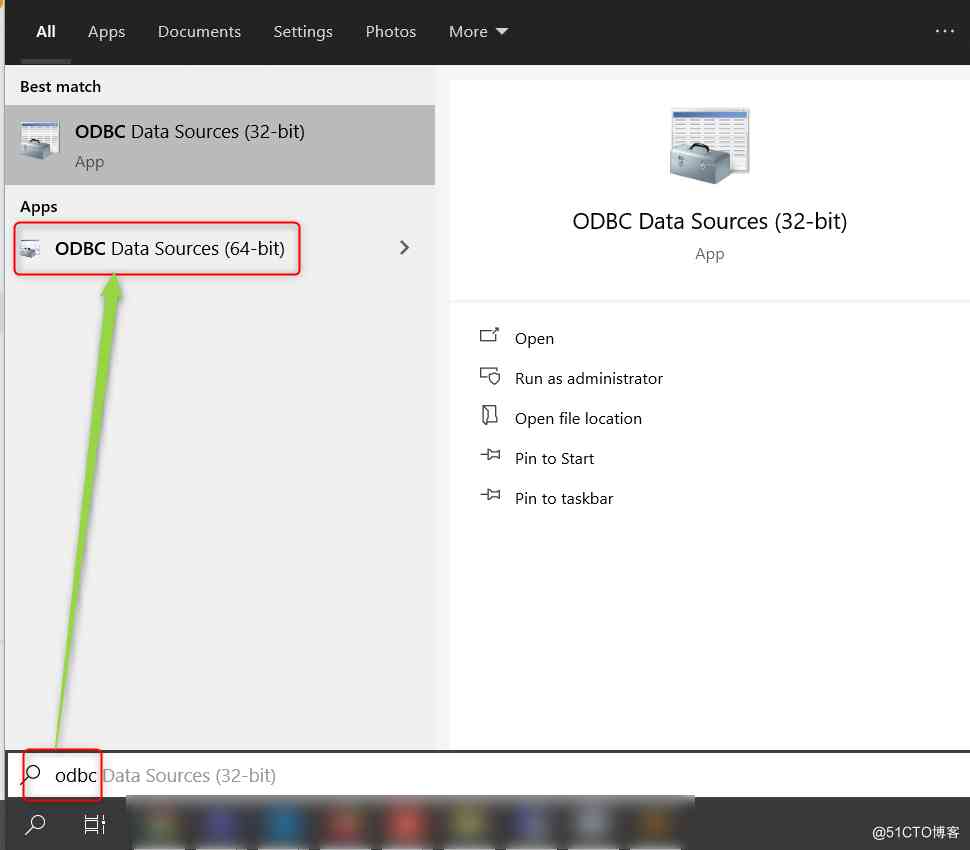 All Apps Documents Settings Photos More ...
Best match
ODBC Data Sources (32-bit)
App
Apps
ODBC Data Sources (64-bit)
ODBC Data Sources (32-bit)
App
Open
Run as administrator
Open file location
Pin to Start
Pin to taskbar
odbc Data Sources (32-bit)
@51CTO博客